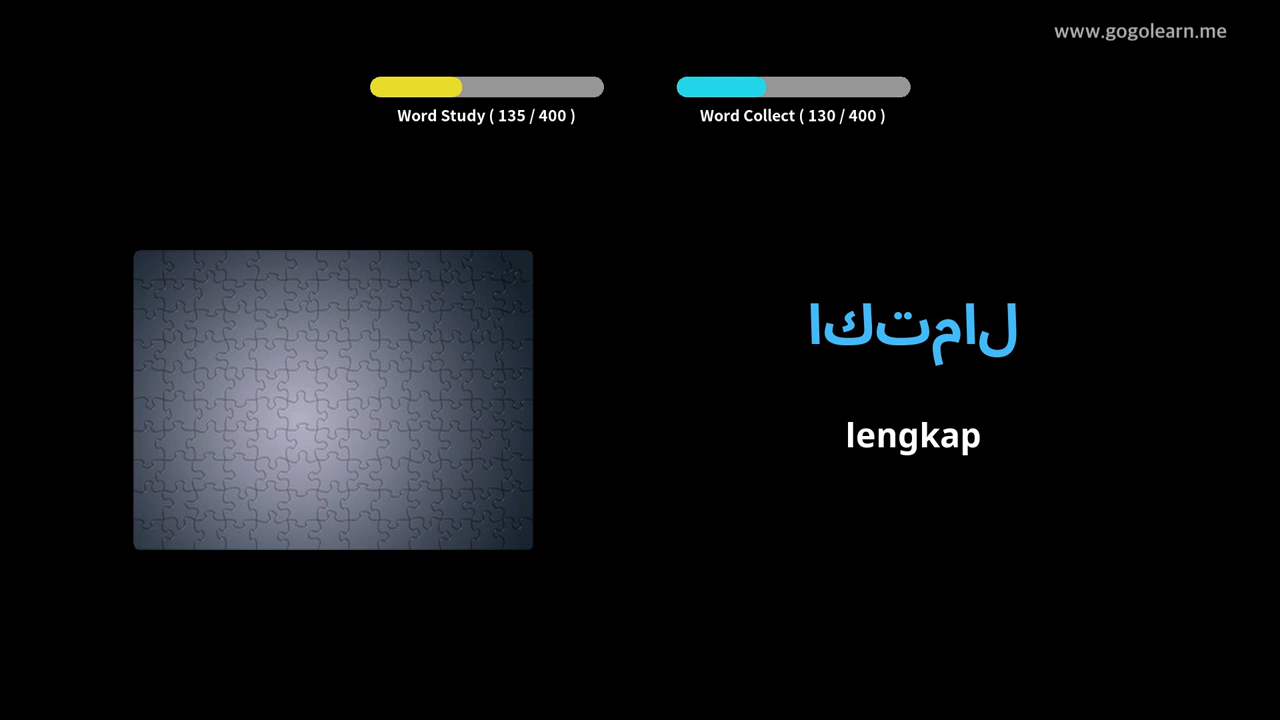 www.gogolearn.me
Word Study ( 135 / 400 )
Word Collect ( 130 / 400 )
اكتمال
lengkap